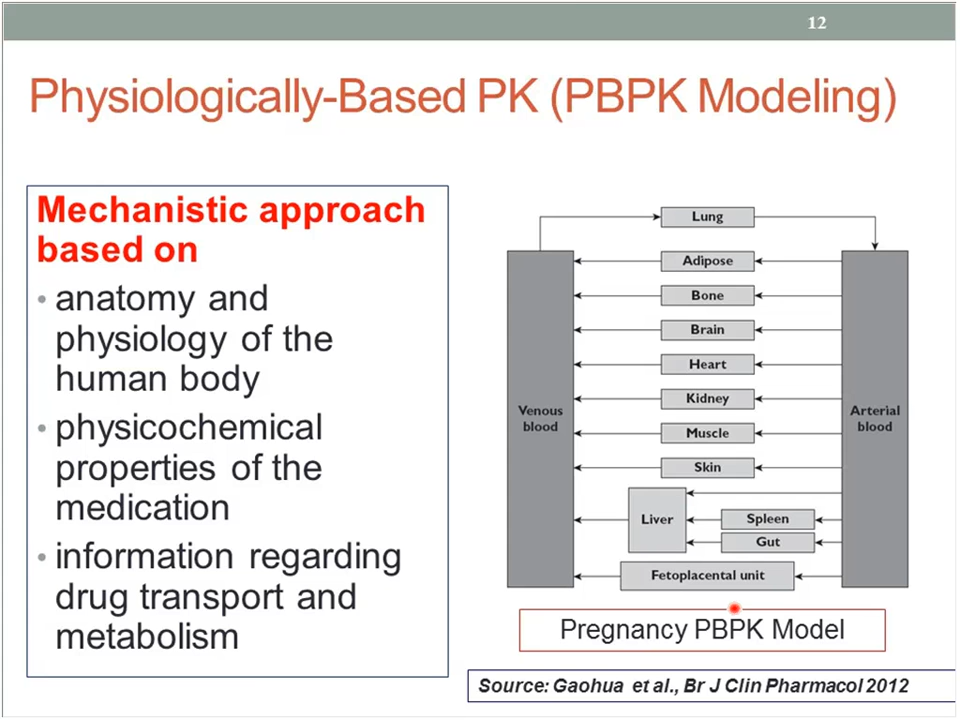 12
Physiologically-Based PK (PBPK Modeling)
Mechanistic approach
based on
• anatomy and
physiology of the
human body
• physicochemical
properties of the
medication
• information regarding
drug transport and
metabolism
Lung
Adipose
Bone
Brain
Heart
Kidney
Muscle
Skin
Liver
Spleen
Gut
Fetoplacental unit
Venous
blood
Arterial
blood
Pregnancy PBPK Model
Source: Gaohua et al., Br J Clin Pharmacol 2012